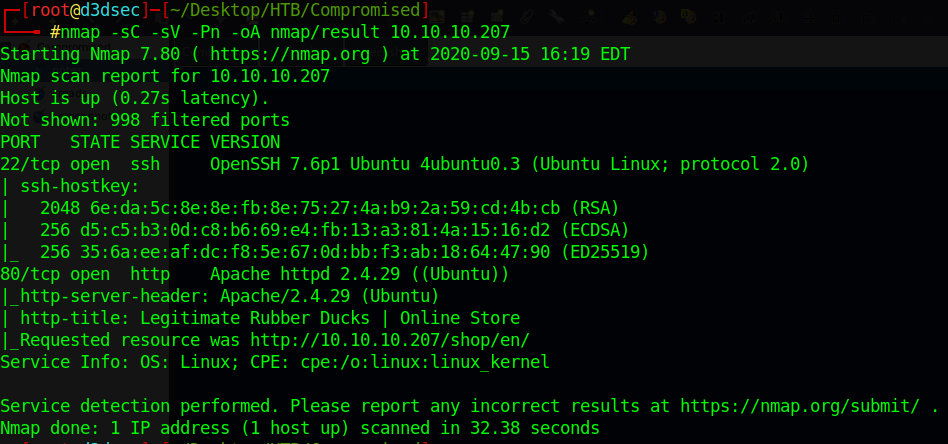 [root@d3dsec]-[~/Desktop/HTB/Compromised]
#nmap -sC -sV -Pn -oA nmap/result 10.10.10.207
Starting Nmap 7.80 ( https://nmap.org ) at 2020-09-15 16:19 EDT
Nmap scan report for 10.10.10.207
Host is up (0.27s latency).
Not shown: 998 filtered ports
PORT   STATE SERVICE VERSION
22/tcp open  ssh     OpenSSH 7.6p1 Ubuntu 4ubuntu0.3 (Ubuntu Linux; protocol 2.0)
| ssh-hostkey:
|   2048 6e:da:5c:8e:8e:fb:8e:75:27:4a:b9:2a:59:cd:4b:cb (RSA)
|   256 d5:c5:b3:0d:c8:b6:69:e4:fb:13:a3:81:4a:15:16:d2 (ECDSA)
|_  256 35:6a:ee:af:dc:f8:5e:67:0d:bb:f3:ab:18:64:47:90 (ED25519)
80/tcp open  http    Apache httpd 2.4.29 ((Ubuntu))
|_http-server-header: Apache/2.4.29 (Ubuntu)
| http-title: Legitimate Rubber Ducks | Online Store
|_Requested resource was http://10.10.10.207/shop/en/
Service Info: OS: Linux; CPE: cpe:/o:linux:linux_kernel
Service detection performed. Please report any incorrect results at https://nmap.org/submit/ .
Nmap done: 1 IP address (1 host up) scanned in 32.38 seconds